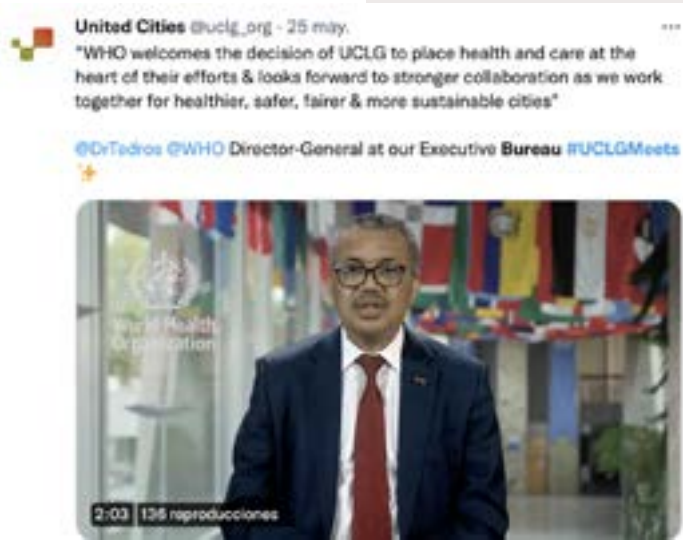 United Cities @uclg_org · 25 may.
"WHO welcomes the decision of UCLG to place health and care at the
heart of their efforts & looks forward to stronger collaboration as we work
together for healthier, safer, fairer & more sustainable cities"
@DrTedros @WHO Director-General at our Executive Bureau #UCLGMeets
World Health
Organization
2:03 136 reproducciones